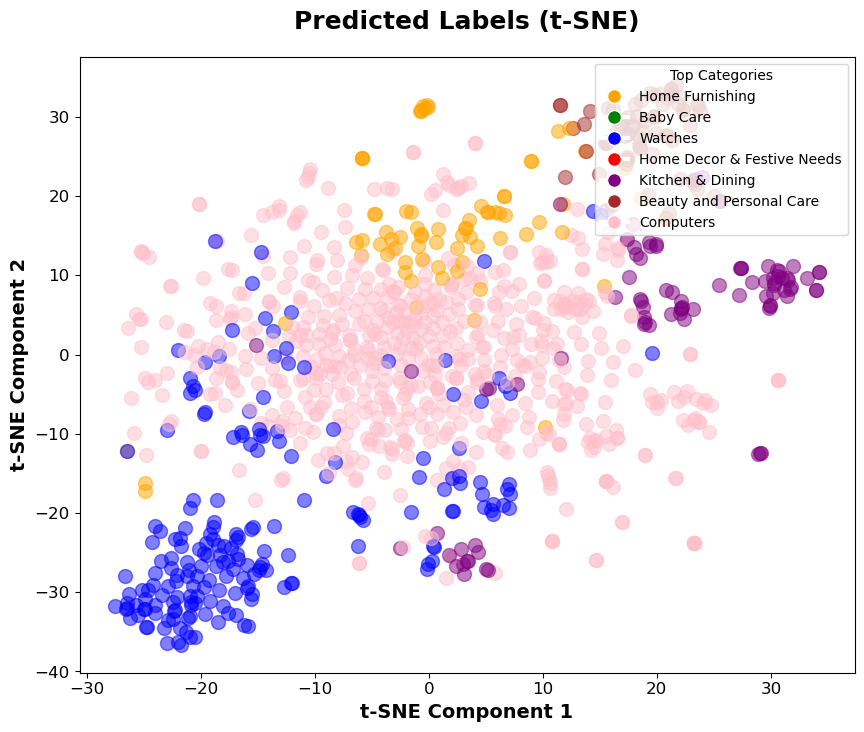 Predicted Labels (t-SNE)
Top Categories
Home Furnishing
Baby Care
Watches
Home Decor & Festive Needs
Kitchen & Dining
Beauty and Personal Care
Computers
t-SNE Component 2
30
20
10
0
−10
−20
−30
−40
−30
−20
−10
0
10
20
30
t-SNE Component 1